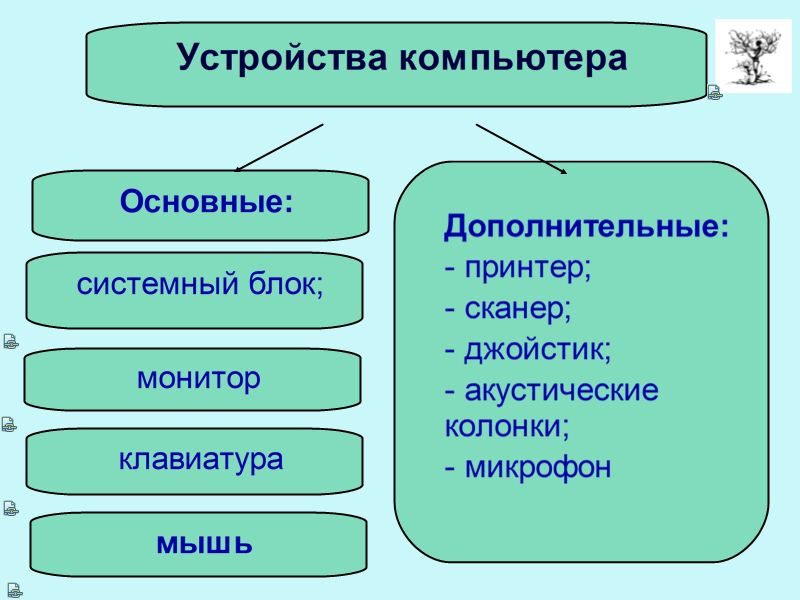 Устройства компьютера
Основные:
системный блок;
монитор
клавиатура
мышь
Дополнительные:
- принтер;
- сканер;
- джойстик;
- акустические
колонки;
- микрофон